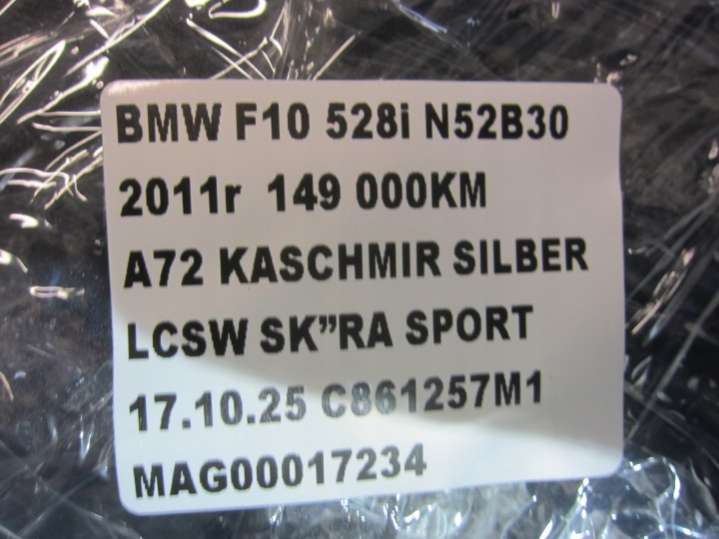 BMW F10 528i N52B30
2011r 149 000KM
A72 KASCHMIR SILBER
LCSW SK”RA SPORT
17.10.25 C861257M1
MAG00017234